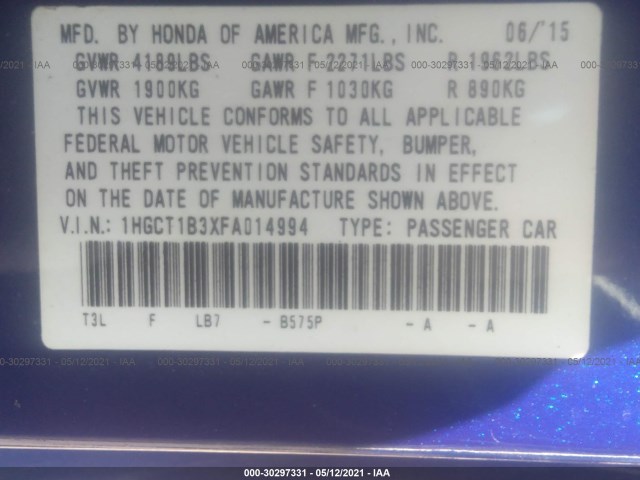 MFD. BY HONDA OF AMERICA MFG., INC. 06/'15
GVWR 4189LBS GAWR F 2271LBS R 1962LBS
GVWR 1900KG GAWR F 1030KG R 890KG
THIS VEHICLE CONFORMS TO ALL APPLICABLE
FEDERAL MOTOR VEHICLE SAFETY, BUMPER,
AND THEFT PREVENTION STANDARDS IN EFFECT
ON THE DATE OF MANUFACTURE SHOWN ABOVE.
V.I.N.: 1HGCT1B3XFA014994 TYPE: PASSENGER CAR
T3L F LB7 - B575P - A - A
000-30297331 - 05/12/2021 - IAA